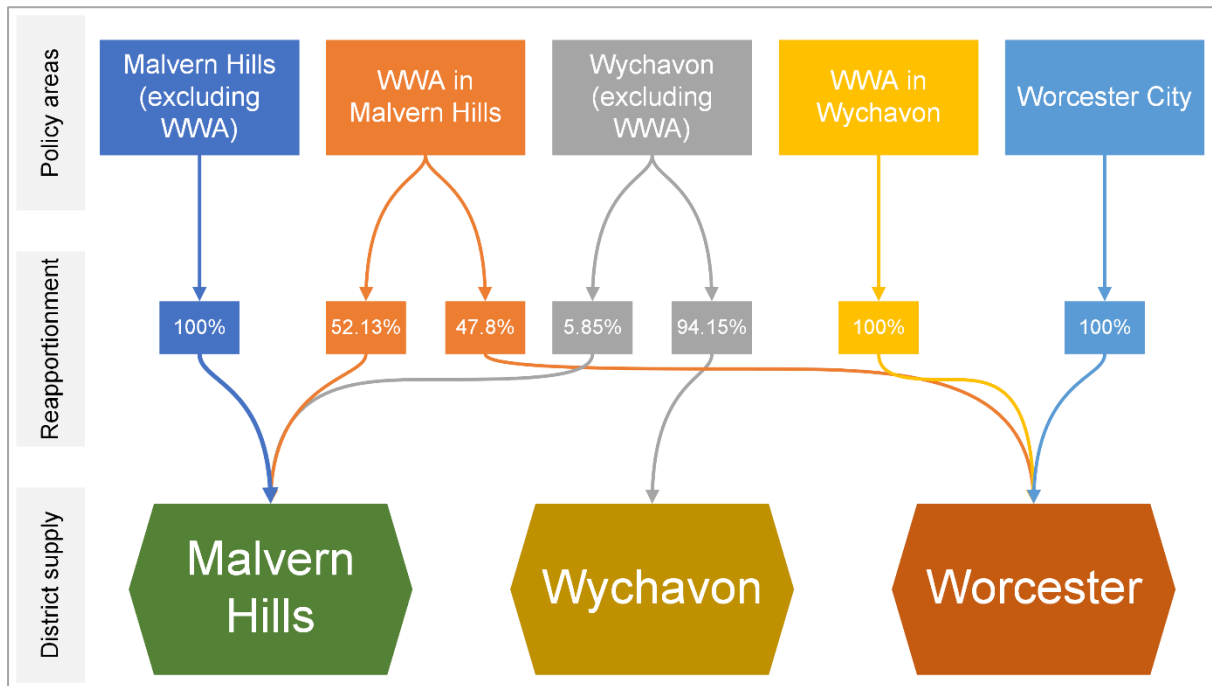 Policy areas
Malvern Hills
(excluding
WWA)
WWA in
Malvern Hills
Wychavon
(excluding
WWA)
WWA in
Wychavon
Worcester City
Reapportionment
100%
52.13%
47.8%
5.85%
94.15%
100%
100%
District supply
Malvern
Hills
Wychavon
Worcester